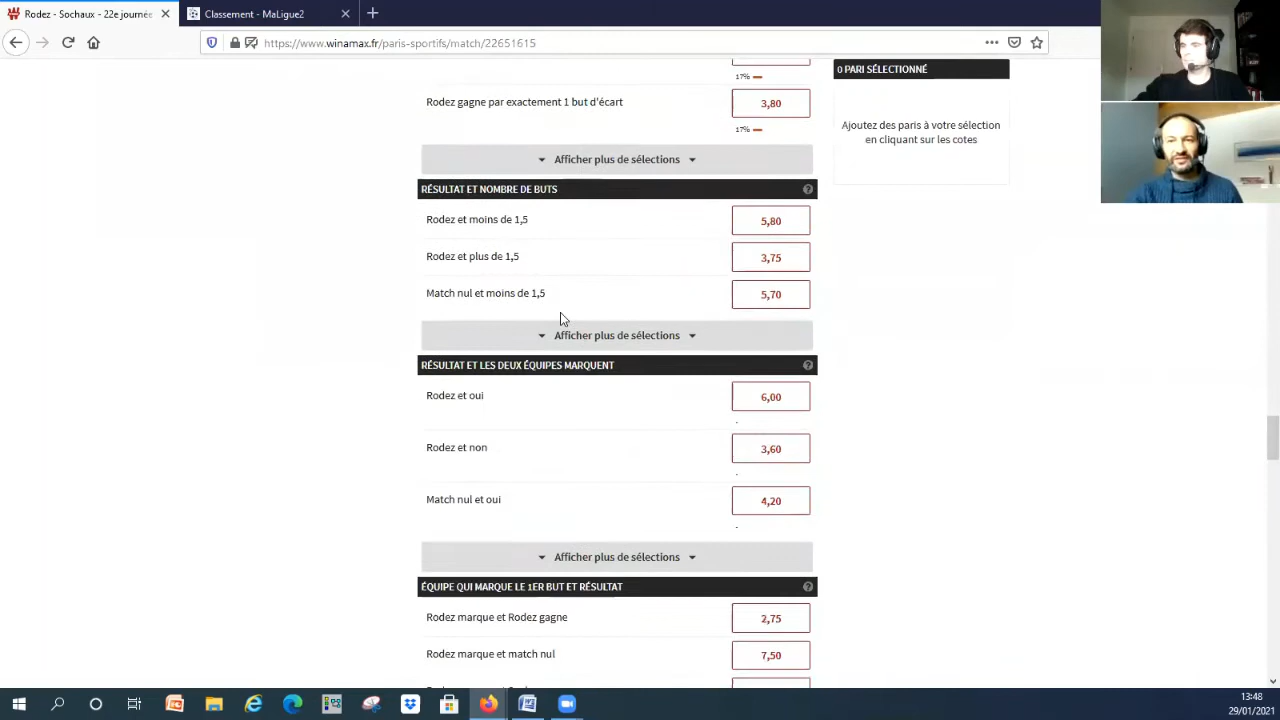 Rodez - Sochaux - 22e journée
Classement - MaLigue2
https://www.winamax.fr/paris-sportifs/match/22651615
0 PARI SÉLECTIONNÉ
Ajoutez des paris à votre sélection
en cliquant sur les cotes
17%
Rodez gagne par exactement 1 but d'écart 3,80
17%
Afficher plus de sélections
RÉSULTAT ET NOMBRE DE BUTS
Rodez et moins de 1,5 5,80
Rodez et plus de 1,5 3,75
Match nul et moins de 1,5 5,70
Afficher plus de sélections
RÉSULTAT ET LES DEUX ÉQUIPES MARQUENT
Rodez et oui 6,00
Rodez et non 3,60
Match nul et oui 4,20
Afficher plus de sélections
ÉQUIPE QUI MARQUE LE 1ER BUT ET RÉSULTAT
Rodez marque et Rodez gagne 2,75
Rodez marque et match nul 7,50
13:48
29/01/2021